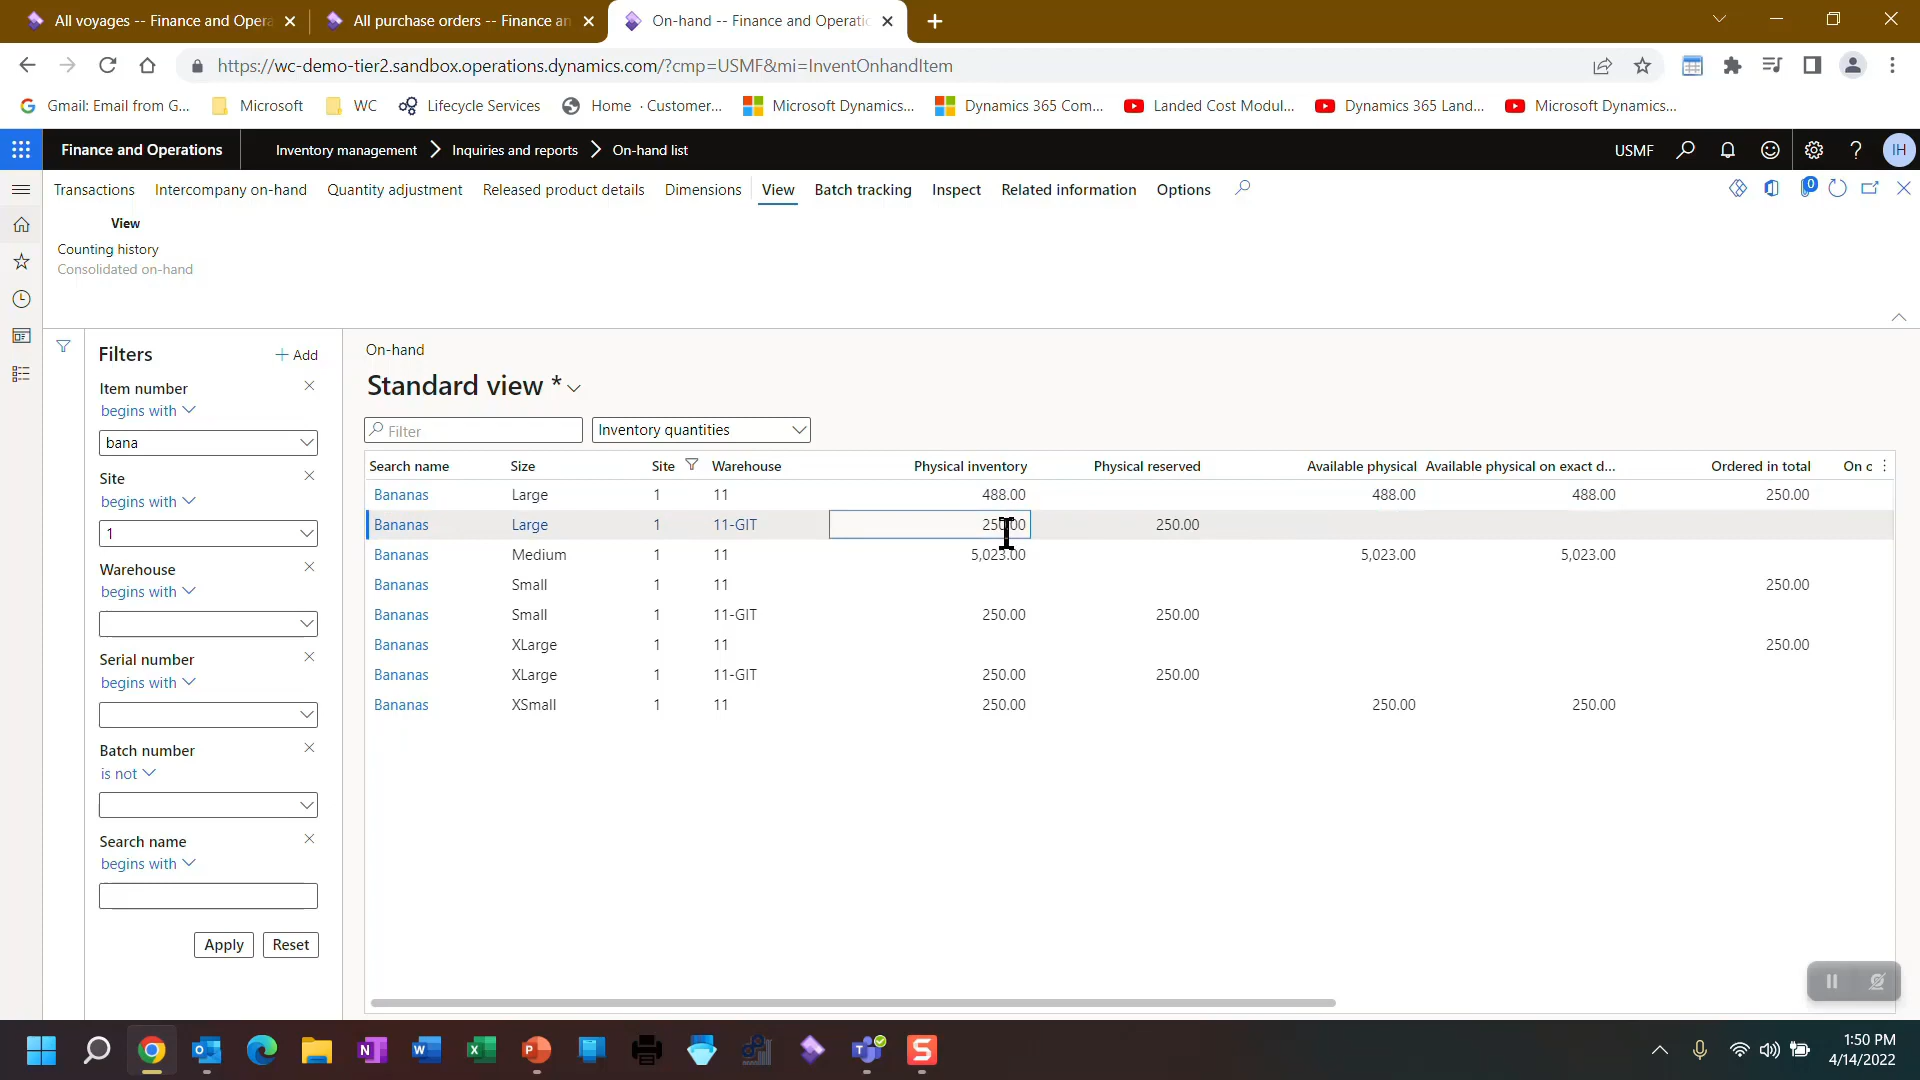 All voyages -- Finance and Opera
All purchase orders -- Finance an
On-hand -- Finance and Operatic
https://wc-demo-tier2.sandbox.operations.dynamics.com/?cmp=USMF&mi=InventOnhandItem
Gmail: Email from G... Microsoft WC Lifecycle Services Home · Customer... Microsoft Dynamics... Dynamics 365 Com... Landed Cost Modul... Dynamics 365 Land... Microsoft Dynamics...
Finance and Operations Inventory management Inquiries and reports On-hand list USMF ? IH
Transactions Intercompany on-hand Quantity adjustment Released product details Dimensions View Batch tracking Inspect Related information Options 0
View
Counting history
Consolidated on-hand
Filters + Add
Item number
begins with
bana
Site
begins with
1
Warehouse
begins with
Serial number
begins with
Batch number
is not
Search name
begins with
Apply Reset
On-hand
Standard view *
Filter Inventory quantities
Search name Size Site Warehouse Physical inventory Physical reserved Available physical Available physical on exact d... Ordered in total On c
Bananas Large 1 11 488.00 488.00 488.00 250.00
Bananas Large 1 11-GIT 250.00 250.00
Bananas Medium 1 11 5,023.00 5,023.00 5,023.00
Bananas Small 1 11 250.00
Bananas Small 1 11-GIT 250.00 250.00
Bananas XLarge 1 11 250.00
Bananas XLarge 1 11-GIT 250.00 250.00
Bananas XSmall 1 11 250.00 250.00 250.00
1:50 PM
4/14/2022